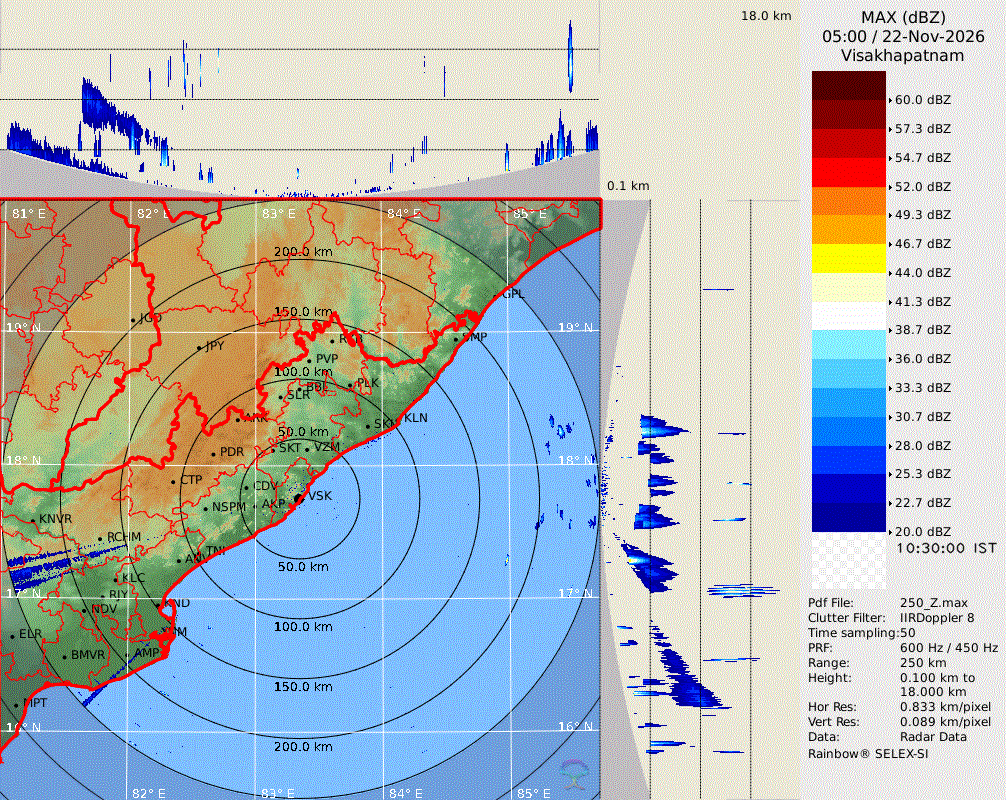 18.0 km
0.1 km
MAX (dBZ)
05:00 / 22-Nov-2026
Visakhapatnam
60.0 dBZ
57.3 dBZ
54.7 dBZ
52.0 dBZ
49.3 dBZ
46.7 dBZ
44.0 dBZ
41.3 dBZ
38.7 dBZ
36.0 dBZ
33.3 dBZ
30.7 dBZ
28.0 dBZ
25.3 dBZ
22.7 dBZ
20.0 dBZ
10:30:00 IST
Pdf File: 250_Z.max
Clutter Filter: IIRDoppler 8
Time sampling:50
PRF: 600 Hz / 450 Hz
Range: 250 km
Height: 0.100 km to
18.000 km
Hor Res: 0.833 km/pixel
Vert Res: 0.089 km/pixel
Data: Radar Data
Rainbow® SELEX-SI
81° E 82° E 83° E 84° E 85° E
200.0 km
GPL
150.0 km
JGD
19° N
JPY
PVP
100.0 km
PLK
BBL
SLR
KLN
50.0 km
SKT VZM
PDR
18° N 18° N
CTP
CDV
VSK
NSPM AKP
KNVR
RCHM
TNI
50.0 km
KLC
RJY
17° N 17° N
NDV
KND
100.0 km
ELR
BMVR AMP
150.0 km
16° N 16° N
200.0 km
82° E 83° E 84° E 85° E